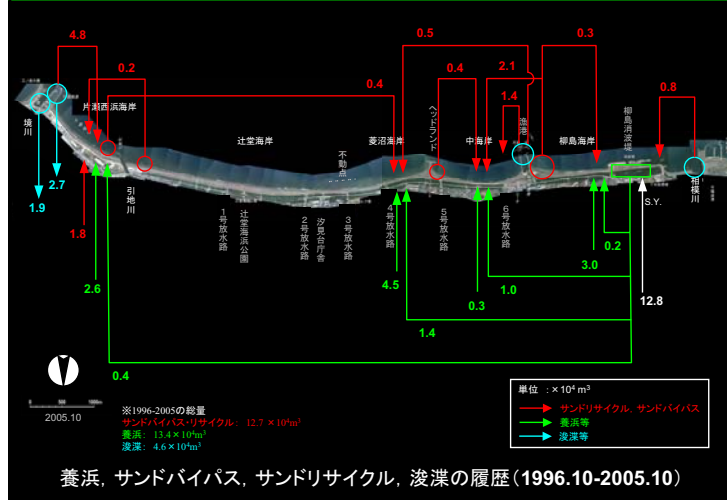 4.8
0.2
0.4
0.5
0.4
2.1
1.4
0.3
0.8
片瀬西浜海岸
辻堂海岸
菱沼海岸
ヘッドランド
中海岸
漁港
柳島海岸
柳島消波堤
境川
引地川
不動点
相模川
S.Y.
1.9
2.7
1.8
2.6
1号放水路
辻堂海浜公園
2号放水路
汐見台庁舎
3号放水路
4号放水路
5号放水路
6号放水路
4.5
0.3
1.0
1.4
3.0
0.2
12.8
0.4
2005.10
※1996-2005の総量
サンドバイパス・リサイクル: 12.7×10⁴m³
養浜: 13.4×10⁴m³
浚渫: 4.6×10⁴m³
単位 :×10⁴ m³
サンドリサイクル, サンドバイパス
養浜等
浚渫等
養浜, サンドバイパス, サンドリサイクル, 浚渫の履歴(1996.10-2005.10)